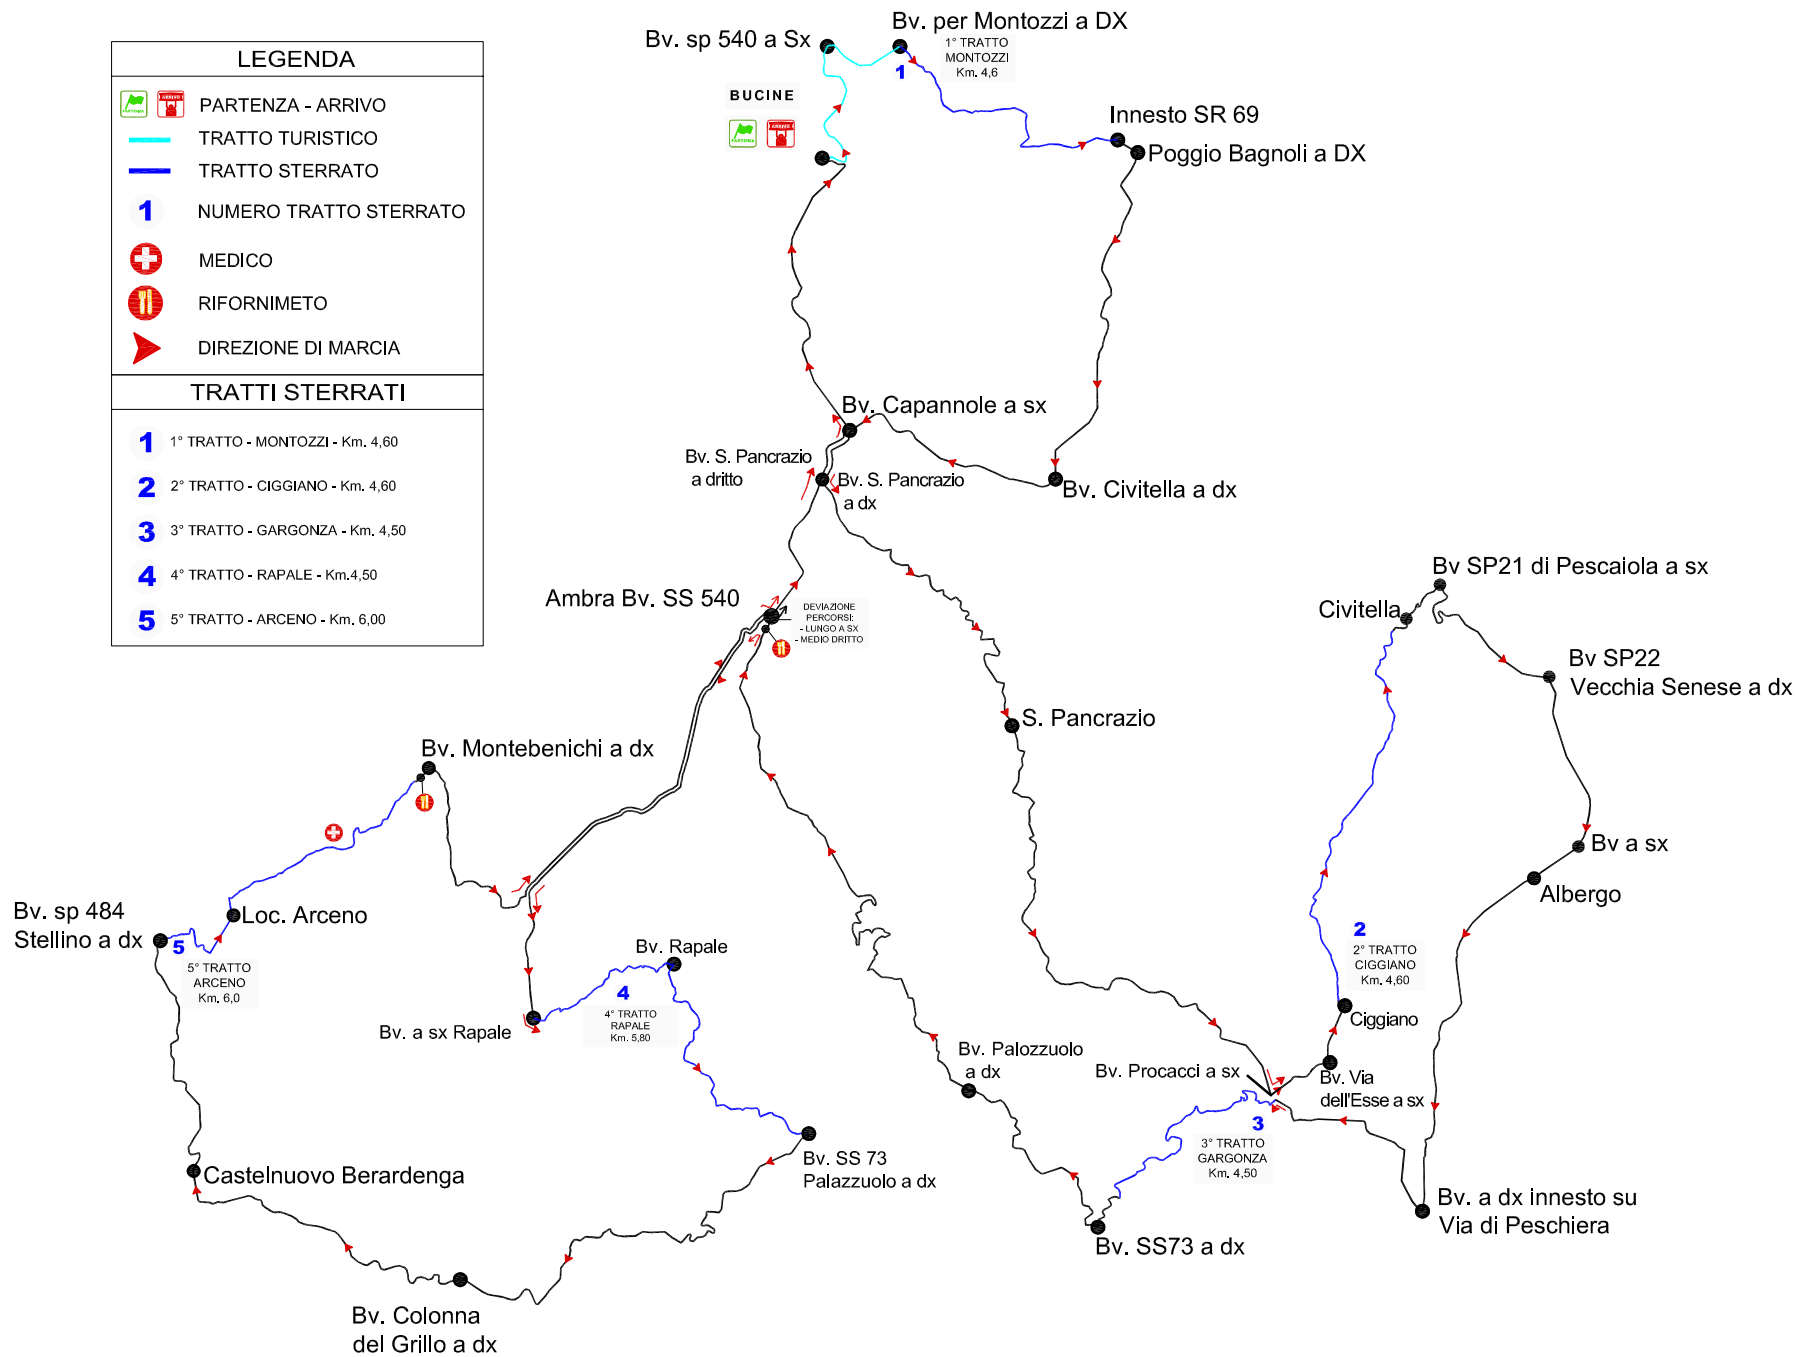 LEGENDA
PARTENZA - ARRIVO
TRATTO TURISTICO
TRATTO STERRATO
1 NUMERO TRATTO STERRATO
MEDICO
RIFORNIMETO
DIREZIONE DI MARCIA
TRATTI STERRATI
1 1° TRATTO - MONTOZZI - Km. 4,60
2 2° TRATTO - CIGGIANO - Km. 4,60
3 3° TRATTO - GARGONZA - Km. 4,50
4 4° TRATTO - RAPALE - Km.4,50
5 5° TRATTO - ARCENO - Km. 6,00
Bv. sp 540 a Sx
Bv. per Montozzi a DX
1° TRATTO
MONTOZZI
Km. 4,6
1
BUCINE
Innesto SR 69
Poggio Bagnoli a DX
Bv. Capannole a sx
Bv. S. Pancrazio
a dritto
Bv. S. Pancrazio
a dx
Bv. Civitella a dx
Ambra Bv. SS 540
DEVIAZIONE
PERCORSI:
- LUNGO A SX
- MEDIO DRITTO
Bv SP21 di Pescaiola a sx
Civitella
Bv SP22
Vecchia Senese a dx
S. Pancrazio
Bv. Montebenichi a dx
Bv a sx
Albergo
Bv. sp 484
Stellino a dx
Loc. Arceno
5
5° TRATTO
ARCENO
Km. 6,0
Bv. Rapale
4
4° TRATTO
RAPALE
Km. 5,80
Bv. a sx Rapale
2
2° TRATTO
CIGGIANO
Km. 4,60
Ciggiano
Bv. Palozzuolo
a dx
Bv. Procacci a sx
Bv. Via
dell'Esse a sx
3
3° TRATTO
GARGONZA
Km. 4,50
Bv. SS 73
Palazzuolo a dx
Castelnuovo Berardenga
Bv. a dx innesto su
Via di Peschiera
Bv. SS73 a dx
Bv. Colonna
del Grillo a dx